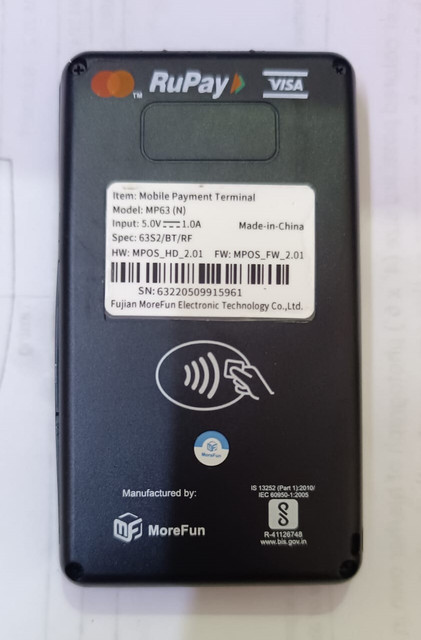 TM RuPay VISA
Item: Mobile Payment Terminal
Model: MP63 (N)
Input: 5.0V⎓1.0A Made-in-China
Spec: 63S2/BT/RF
HW: MPOS_HD_2.01 FW: MPOS_FW_2.01
SN: 63220509915961
Fujian MoreFun Electronic Technology Co.,Ltd.
MoreFun
Manufactured by:
MF MoreFun
IS 13252 (Part 1):2010/
IEC 60950-1:2005
R-41126748
www.bis.gov.in